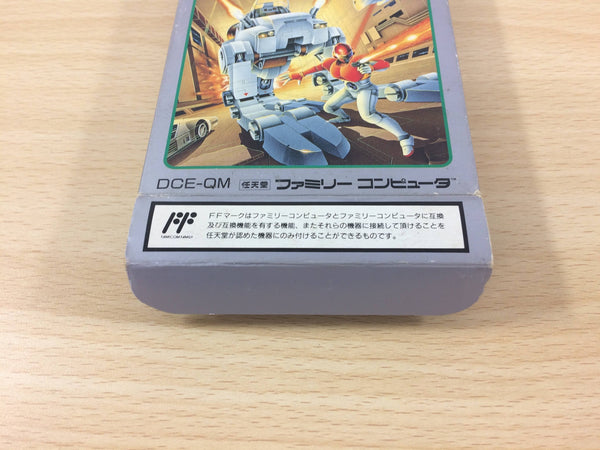 DCE-QM 任天堂 ファミリー コンピュータ™
FFマークはファミリーコンピュータとファミリーコンピュータに互換
及び互換機能を有する機能、またそれらの機器に接続して頂けることを
任天堂が認めた機器にのみ付けることができるものです。
FF